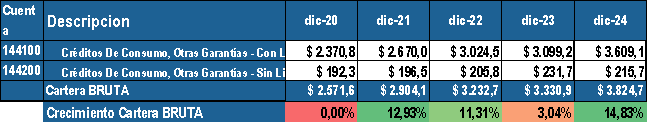 Cuenta Descripcion dic-20 dic-21 dic-22 dic-23 dic-24
144100 Créditos De Consumo, Otras Garantías - Con L $ 2.370,8 $ 2.670,0 $ 3.024,5 $ 3.099,2 $ 3.609,1
144200 Créditos De Consumo, Otras Garantías - Sin Li $ 192,3 $ 196,5 $ 205,8 $ 231,7 $ 215,7
Cartera BRUTA $ 2.571,6 $ 2.904,1 $ 3.232,7 $ 3.330,9 $ 3.824,7
Crecimiento Cartera BRUTA 0,00% 12,93% 11,31% 3,04% 14,83%